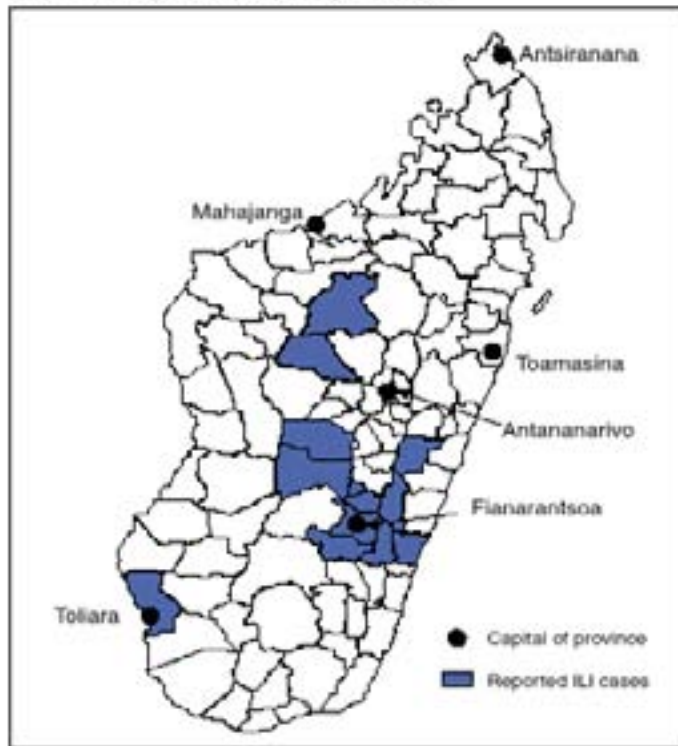 Antsiranana
Mahajanga
Toamasina
Antananarivo
Fianarantsoa
Toliara
Capital of province
Reported ILI cases